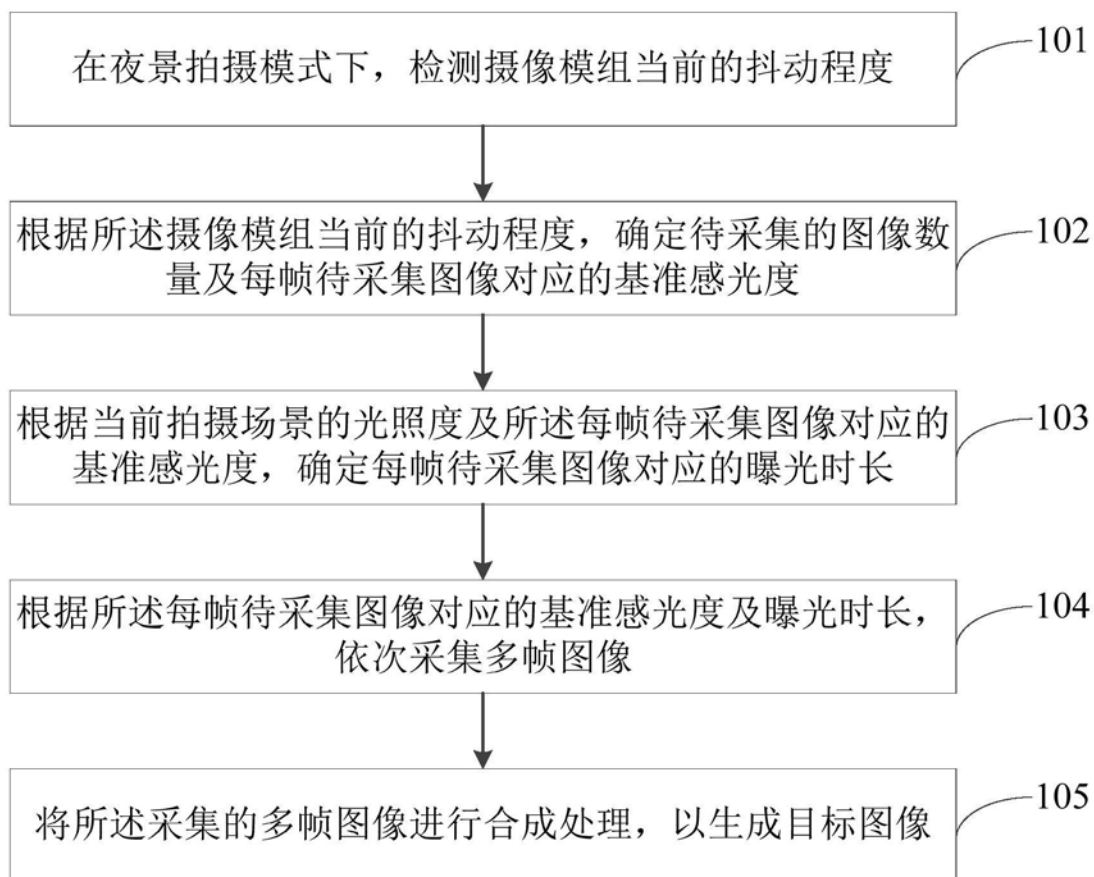 在夜景拍摄模式下，检测摄像模组当前的抖动程度
101
根据所述摄像模组当前的抖动程度，确定待采集的图像数
量及每帧待采集图像对应的基准感光度
102
根据当前拍摄场景的光照度及所述每帧待采集图像对应的
基准感光度，确定每帧待采集图像对应的曝光时长
103
根据所述每帧待采集图像对应的基准感光度及曝光时长，
依次采集多帧图像
104
将所述采集的多帧图像进行合成处理，以生成目标图像
105